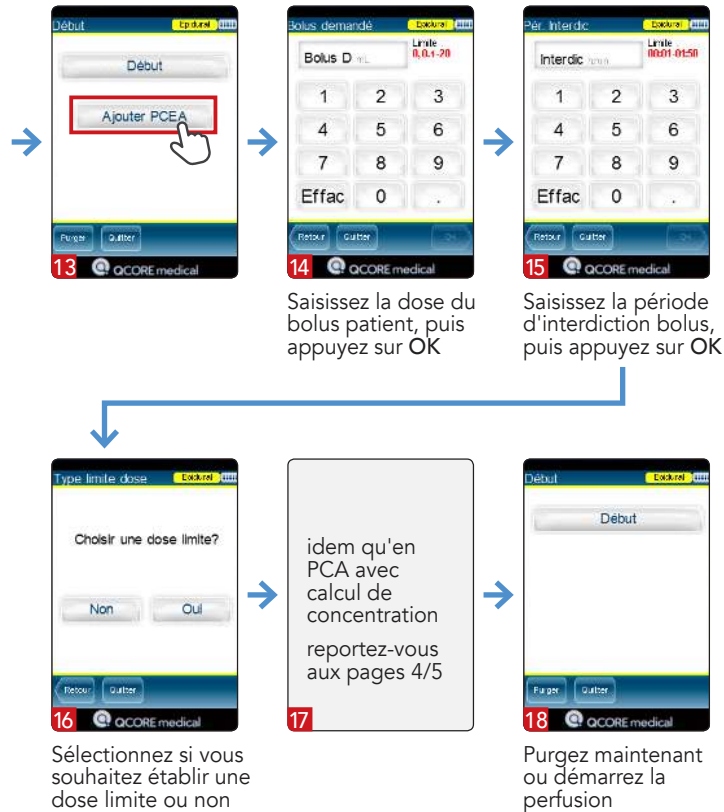 Début Epidural
Début
Ajouter PCEA
Purger Quitter
13 QCORE medical
Bolus demandé Epidural
Bolus D mL Limite
0, 0.1-20
1 2 3
4 5 6
7 8 9
Effac 0 .
Retour Quitter OK
14 QCORE medical
Saisissez la dose du
bolus patient, puis
appuyez sur OK
Pér. Interdic Epidural
Interdic Limite
00:01-01:50
1 2 3
4 5 6
7 8 9
Effac 0 .
Retour Quitter OK
15 QCORE medical
Saisissez la période
d'interdiction bolus,
puis appuyez sur OK
Type limite dose Epidural
Choisir une dose limite?
Non Oui
Retour Quitter
16 QCORE medical
Sélectionnez si vous
souhaitez établir une
dose limite ou non
idem qu'en
PCA avec
calcul de
concentration
reportez-vous
aux pages 4/5
17
Début Epidural
Début
Purger Quitter
18 QCORE medical
Purgez maintenant
ou démarrez la
perfusion